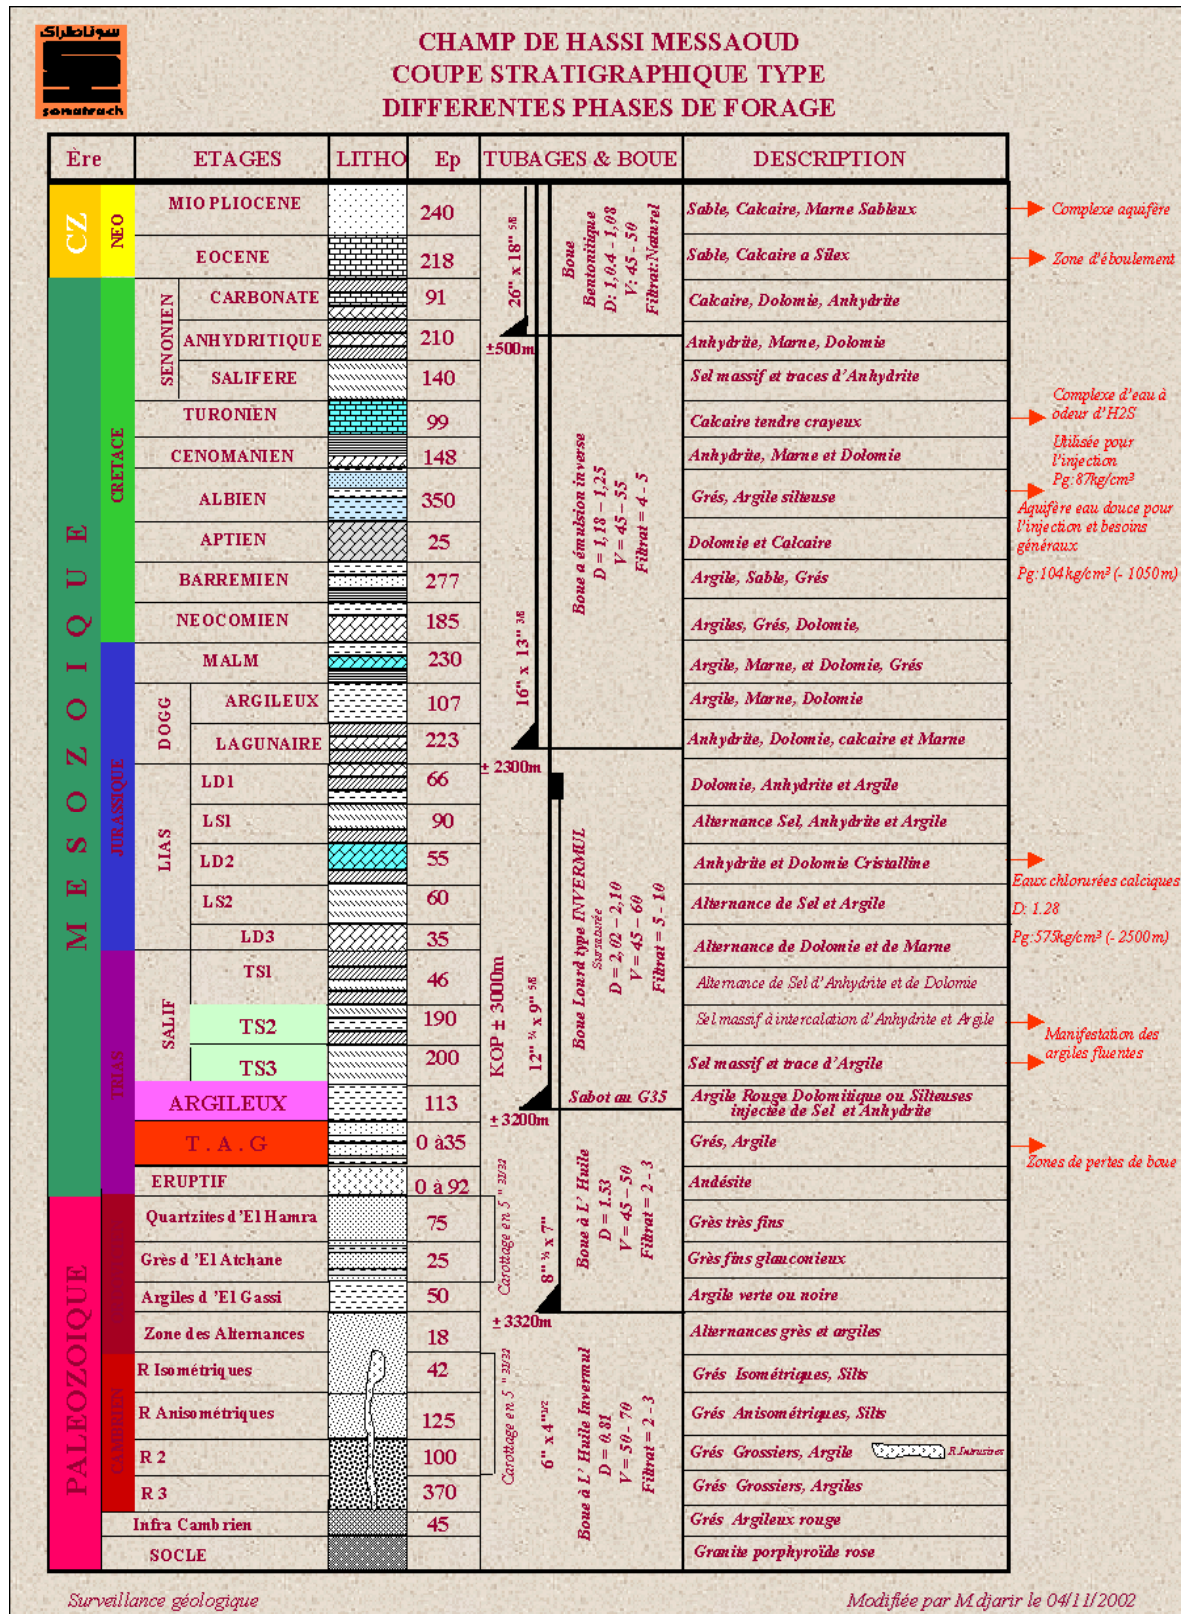 سوناطراك
sonatrach
CHAMP DE HASSI MESSAOUD
COUPE STRATIGRAPHIQUE TYPE
DIFFERENTES PHASES DE FORAGE
Ère ETAGES LITHO Ep TUBAGES & BOUE DESCRIPTION
CZ
NEO
MESOZOIQUE
CRETACE
JURASSIQUE
TRIAS
PALEOZOIQUE
CAMBRIEN
MIO PLIOCENE 240 Sable, Calcaire, Marne Sableux
EOCENE 218 Sable, Calcaire a Silex
SENONIEN
CARBONATE 91 Calcaire, Dolomie, Anhydrite
ANHYDRITIQUE 210 Anhydrite, Marne, Dolomie
SALIFERE 140 Sel massif et traces d'Anhydrite
TURONIEN 99 Calcaire tendre crayeux
CENOMANIEN 148 Anhydrite, Marne et Dolomie
ALBIEN 350 Grés, Argile silteuse
APTIEN 25 Dolomie et Calcaire
BARREMIEN 277 Argile, Sable, Grés
NEOCOMIEN 185 Argiles, Grés, Dolomie,
MALM 230 Argile, Marne, et Dolomie, Grés
DOGG
ARGILEUX 107 Argile, Marne, Dolomie
LAGUNAIRE 223 Anhydrite, Dolomie, calcaire et Marne
LIAS
LD1 66 Dolomie, Anhydrite et Argile
LS1 90 Alternance Sel, Anhydrite et Argile
LD2 55 Anhydrite et Dolomie Cristalline
LS2 60 Alternance de Sel et Argile
LD3 35 Alternance de Dolomie et de Marne
SALIF
TS1 46 Alternance de Sel d'Anhydrite et de Dolomie
TS2 190 Sel massif à intercalation d'Anhydrite et Argile
TS3 200 Sel massif et trace d'Argile
ARGILEUX 113 Argile Rouge Dolomitique ou Silteuses
injectée de Sel et Anhydrite
T.A.G 0 à35 Grés, Argile
ERUPTIF 0 à 92 Andésite
Quartzites d'El Hamra 75 Grès très fins
Grès d'El Atchane 25 Grès fins glauconieux
Argiles d'El Gassi 50 Argile verte ou noire
Zone des Alternances 18 Alternances grès et argiles
R Isométriques 42 Grés Isométriques, Silts
R Anisométriques 125 Grés Anisométriques, Silts
R 2 100 Grés Grossiers, Argile R.Intrusives
R 3 370 Grés Grossiers, Argiles
Infra Cambrien 45 Grés Argileux rouge
SOCLE Granite porphyroïde rose
26" x 18" 5/8
Boue
Bentonitique
D: 1,0.4 - 1,08
V: 45 - 50
Filtrat:Naturel
±500m
16" x 13" 3/8
Boue a émulsion inverse
D = 1,18 – 1,25
V = 45 – 55
Filtrat = 4 - 5
± 2300m
KOP ± 3000m
12" ¼ x 9" 5/8
Boue Lourd type INVERMUL
Sursaturée
D = 2,02 – 2,10
V = 45 – 60
Filtrat = 5 - 10
Sabot au G35
± 3200m
Carottage en 5 " 31/32
8" ½ x 7"
Boue à L' Huile
D = 1.53
V = 45 – 50
Filtrat = 2 - 3
± 3320m
Carottage en 5 " 31/32
6" x 4"1/2
Boue à L' Huile Invermul
D = 0.81
V = 50 - 70
Filtrat = 2 - 3
Complexe aquifère
Zone d'éboulement
Complexe d'eau à
odeur d'H2S
Utilisée pour
l'injection
Pg:87kg/cm³
Aquifère eau douce pour
l'injection et besoins
généraux
Pg:104 kg/cm³ (- 1050m)
Eaux chlorurées calciques
D: 1.28
Pg:575kg/cm³ (- 2500m)
Manifestation des
argiles fluentes
Zones de pertes de boue
Surveillance géologique
Modifiée par M.djarir le 04/11/2002